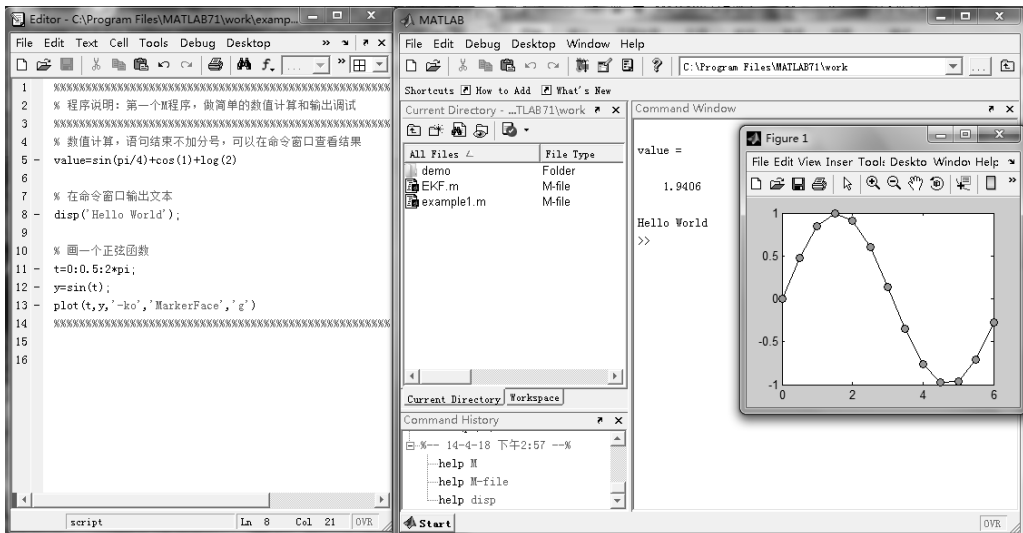 Editor - C:\Program Files\MATLAB71\work\examp...
File Edit Text Cell Tools Debug Desktop
1 %%%%%%%%%%%%%%%%%%%%%%%%%%%%%%%%%%%%%%%%%%%%%%%%
2 % 程序说明：第一个M程序，做简单的数值计算和输出调试
3 %%%%%%%%%%%%%%%%%%%%%%%%%%%%%%%%%%%%%%%%%%%%%%%%
4 % 数值计算，语句结束不加分号，可以在命令窗口查看结果
5 - value=sin(pi/4)+cos(1)+log(2)
6
7 % 在命令窗口输出文本
8 - disp('Hello World');
9
10 % 画一个正弦函数
11 - t=0:0.5:2*pi;
12 - y=sin(t);
13 - plot(t,y,'-ko','MarkerFace','g')
14 %%%%%%%%%%%%%%%%%%%%%%%%%%%%%%%%%%%%%%%%%%%%%%%%
15
16
script Ln 8 Col 21 OVR
MATLAB
File Edit Debug Desktop Window Help
C:\Program Files\MATLAB71\work
Shortcuts How to Add What's New
Current Directory - ...TLAB71\work
All Files File Type
demo Folder
EKF.m M-file
example1.m M-file
Current Directory Workspace
Command History
%-- 14-4-18 下午2:57 --%
help M
help M-file
help disp
Start
Command Window
value =
1.9406
Hello World
>>
Figure 1
File Edit View Inser Tools Deskto Window Help
1
0.5
0
-0.5
-1
0 2 4 6
OVR